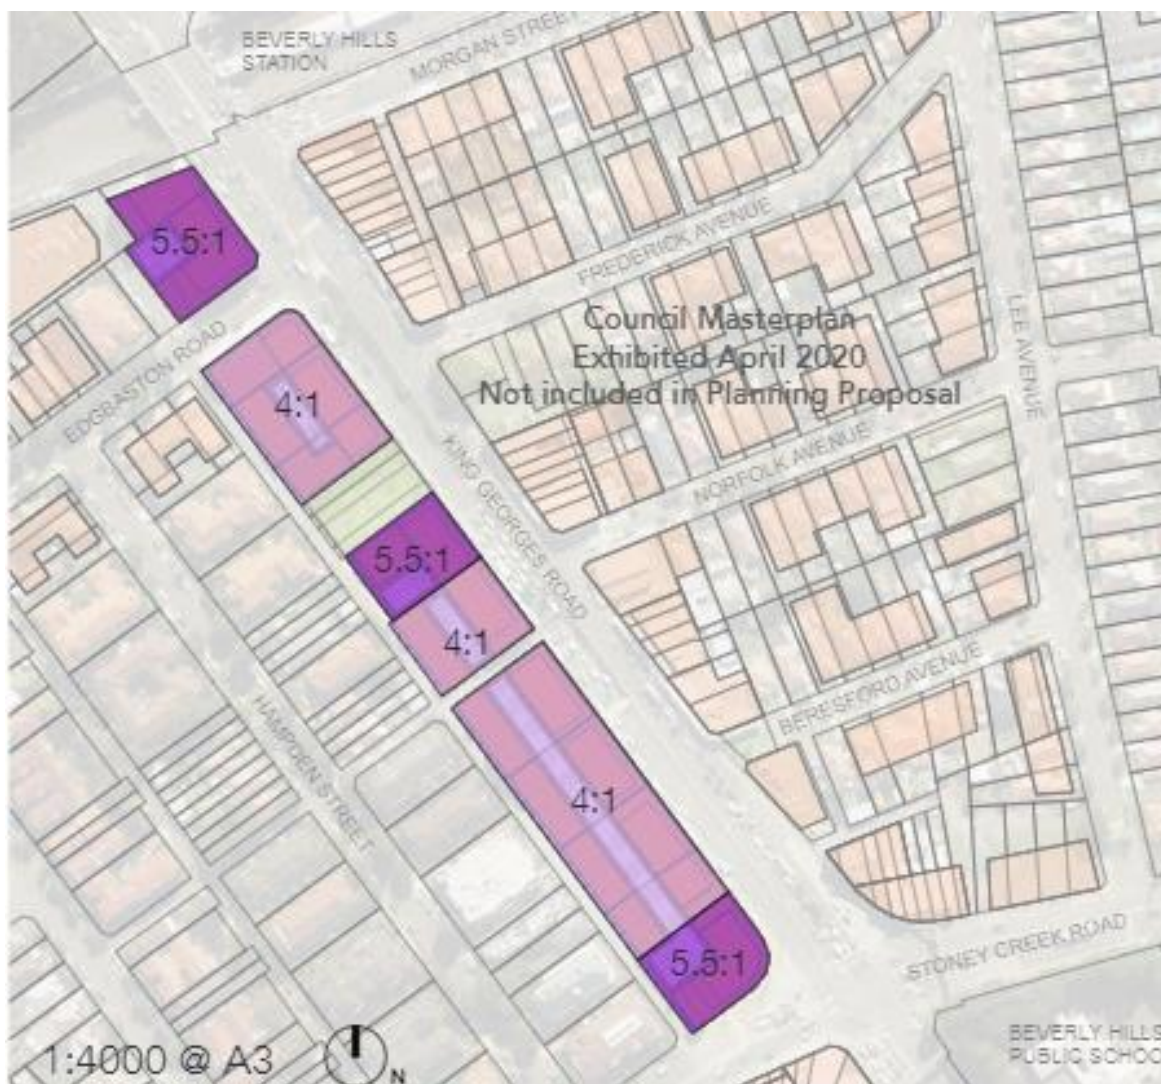 BEVERLY HILLS
STATION
MORGAN STREET
5.5:1
FREDERICK AVENUE
EDGBASTON ROAD
Council Masterplan
Exhibited April 2020
Not included in Planning Proposal
LEE AVENUE
4:1
KING GEORGES ROAD
NORFOLK AVENUE
5.5:1
4:1
BERESFORD AVENUE
HAMPDEN STREET
4:1
5.5:1
STONEY CREEK ROAD
BEVERLY HILLS
PUBLIC SCHOO
1:4000 @ A3
N